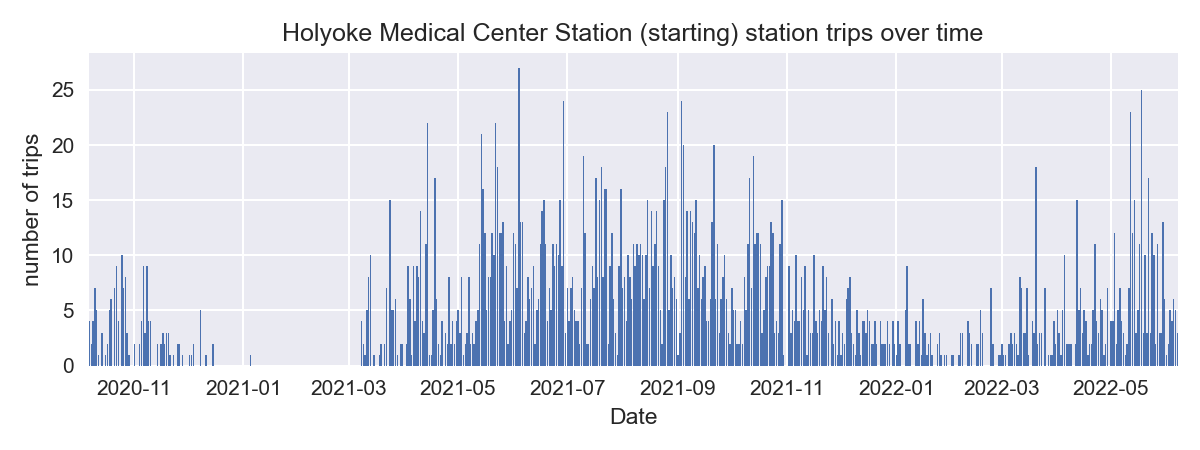 Holyoke Medical Center Station (starting) station trips over time
number of trips
25
20
15
10
5
0
2020-11 2021-01 2021-03 2021-05 2021-07 2021-09 2021-11 2022-01 2022-03 2022-05
Date